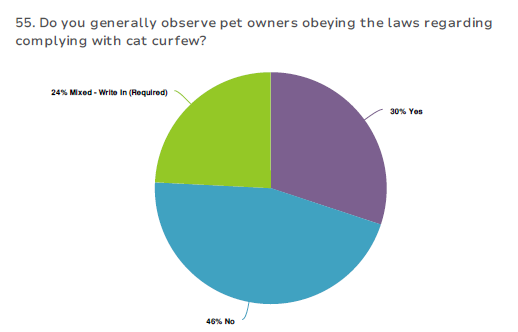 55. Do you generally observe pet owners obeying the laws regarding
complying with cat curfew?
24% Mixed - Write In (Required)
30% Yes
46% No